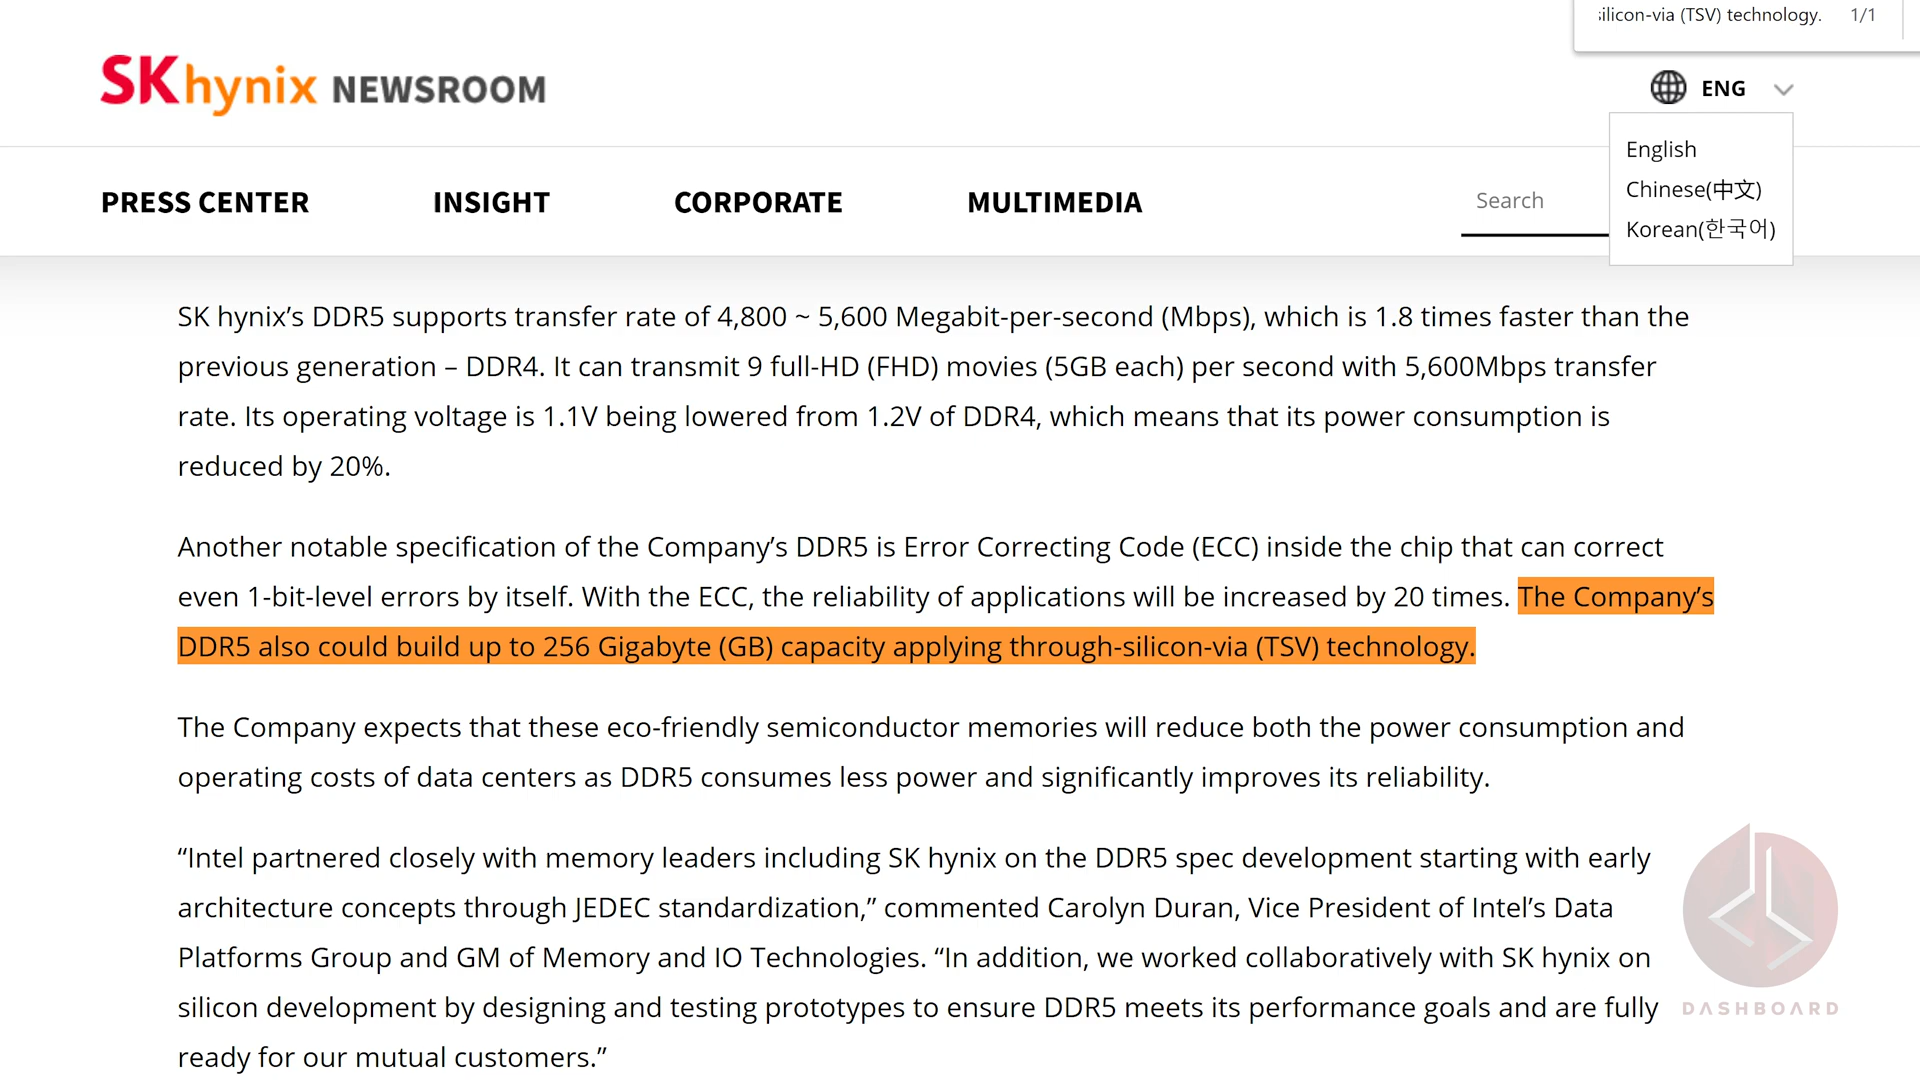 silicon-via (TSV) technology. 1/1
SK hynix NEWSROOM
ENG
English
Chinese(中文)
Korean(한국어)
PRESS CENTER INSIGHT CORPORATE MULTIMEDIA Search
SK hynix’s DDR5 supports transfer rate of 4,800 ~ 5,600 Megabit-per-second (Mbps), which is 1.8 times faster than the
previous generation – DDR4. It can transmit 9 full-HD (FHD) movies (5GB each) per second with 5,600Mbps transfer
rate. Its operating voltage is 1.1V being lowered from 1.2V of DDR4, which means that its power consumption is
reduced by 20%.
Another notable specification of the Company’s DDR5 is Error Correcting Code (ECC) inside the chip that can correct
even 1-bit-level errors by itself. With the ECC, the reliability of applications will be increased by 20 times. The Company’s
DDR5 also could build up to 256 Gigabyte (GB) capacity applying through-silicon-via (TSV) technology.
The Company expects that these eco-friendly semiconductor memories will reduce both the power consumption and
operating costs of data centers as DDR5 consumes less power and significantly improves its reliability.
“Intel partnered closely with memory leaders including SK hynix on the DDR5 spec development starting with early
architecture concepts through JEDEC standardization,” commented Carolyn Duran, Vice President of Intel’s Data
Platforms Group and GM of Memory and IO Technologies. “In addition, we worked collaboratively with SK hynix on
silicon development by designing and testing prototypes to ensure DDR5 meets its performance goals and are fully
ready for our mutual customers.”
DASHBOARD